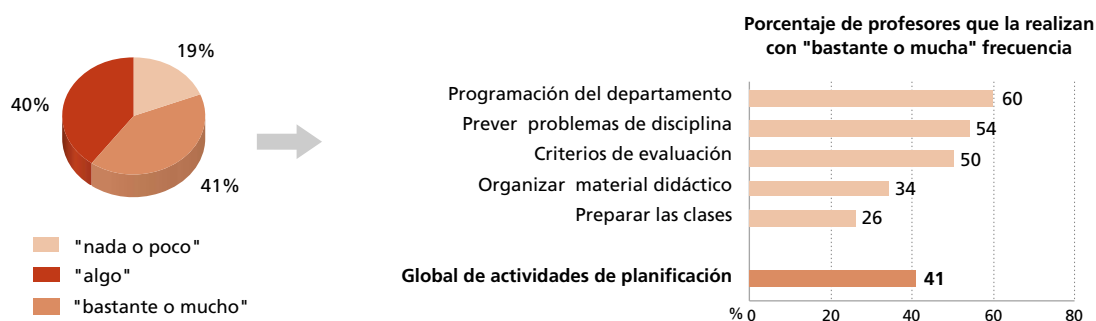 19%
40%
41%
"nada o poco"
"algo"
"bastante o mucho"
Porcentaje de profesores que la realizan
con "bastante o mucha" frecuencia
Programación del departamento 60
Prever problemas de disciplina 54
Criterios de evaluación 50
Organizar material didáctico 34
Preparar las clases 26
Global de actividades de planificación 41
% 0 20 40 60 80